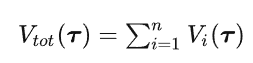 V_{tot}(𝝉) = ∑_{i=1}^{n} V_i(𝝉)